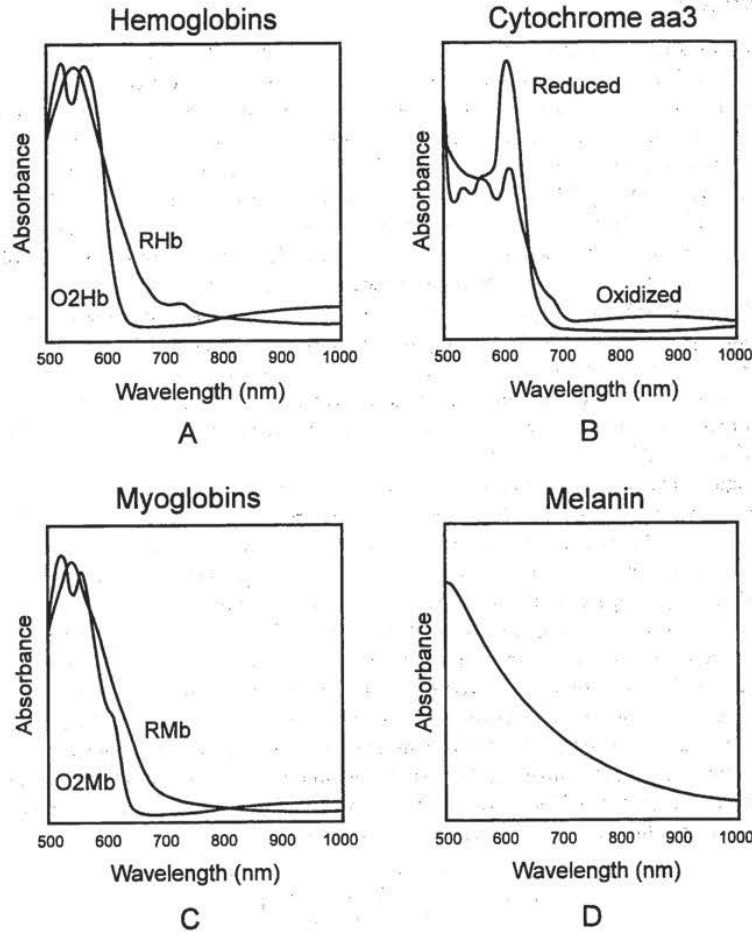 Hemoglobins
Absorbance
RHb
O2Hb
500 600 700 800 900 1000
Wavelength (nm)
A
Cytochrome aa3
Absorbance
Reduced
Oxidized
500 600 700 800 900 1000
Wavelength (nm)
B
Myoglobins
Absorbance
RMb
O2Mb
500 600 700 800 900 1000
Wavelength (nm)
C
Melanin
Absorbance
500 600 700 800 900 1000
Wavelength (nm)
D